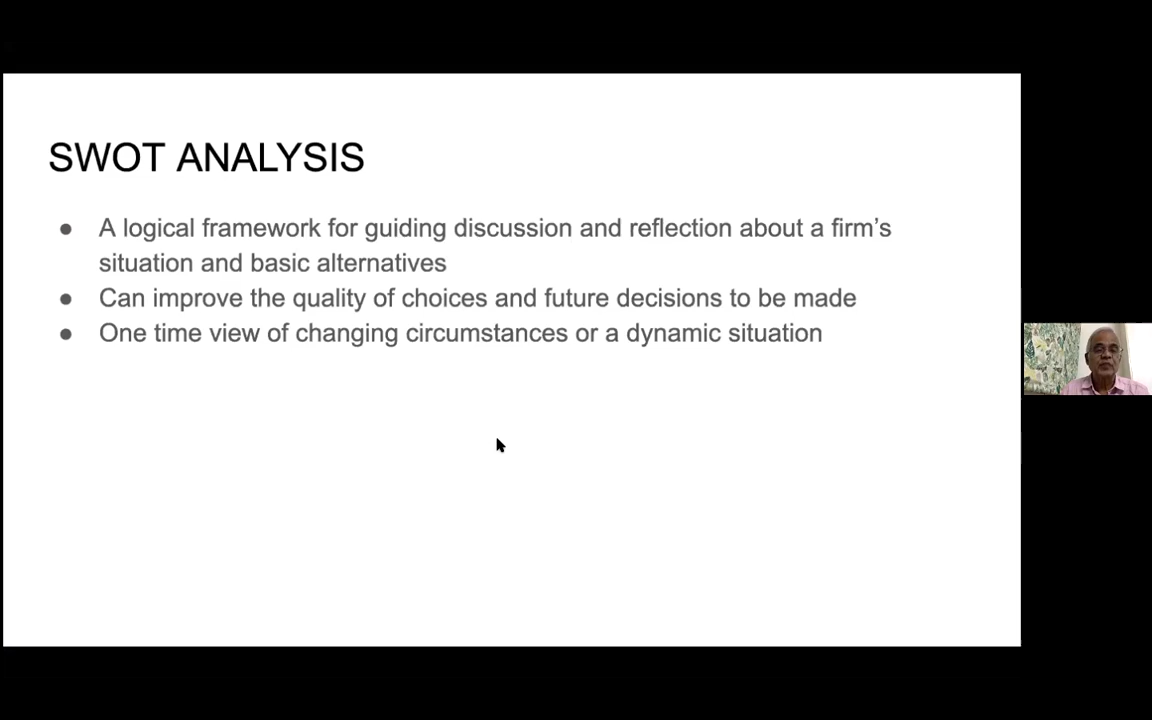 SWOT ANALYSIS
● A logical framework for guiding discussion and reflection about a firm’s
situation and basic alternatives
● Can improve the quality of choices and future decisions to be made
● One time view of changing circumstances or a dynamic situation